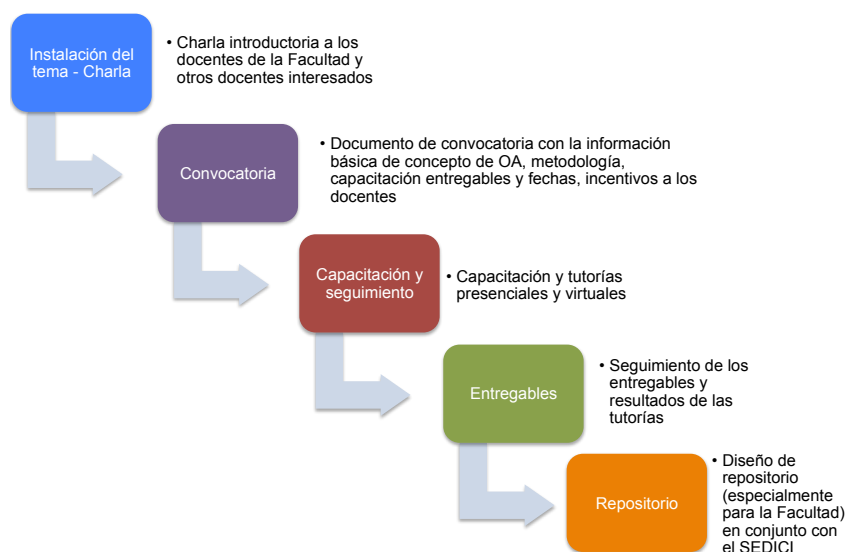 Instalación del
tema - Charla
• Charla introductoria a los
docentes de la Facultad y
otros docentes interesados
Convocatoria
• Documento de convocatoria con la información
básica de concepto de OA, metodología,
capacitación entregables y fechas, incentivos a los
docentes
Capacitación y
seguimiento
• Capacitación y tutorías
presenciales y virtuales
Entregables
• Seguimiento de los
entregables y
resultados de las
tutorías
Repositorio
• Diseño de
repositorio
(especialmente
para la Facultad)
en conjunto con
el SEDICI